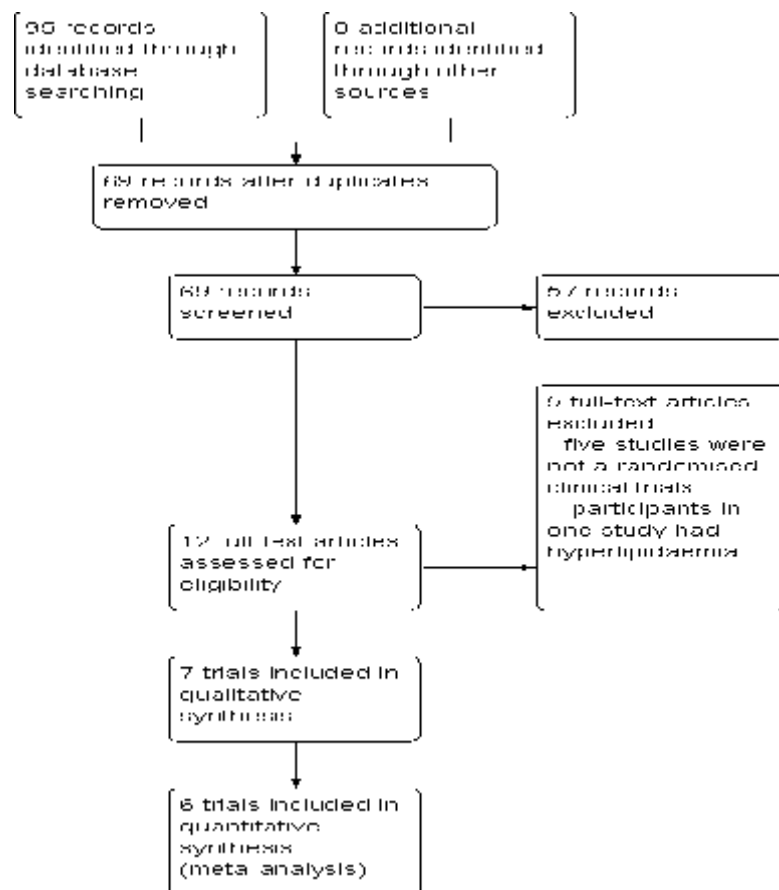 records
identified through
database
searching
0 additional
records identified
through other
sources
69 records after duplicates
removed
69 records
screened
57 records
excluded
full-text articles
excluded
five studies were
not a randomised
clinical trials
participants in
one study had
hyperlipidaemia
12 full text articles
assessed for
eligibility
7 trials included in
qualitative
synthesis
6 trials included in
quantitative
synthesis
(meta analysis)